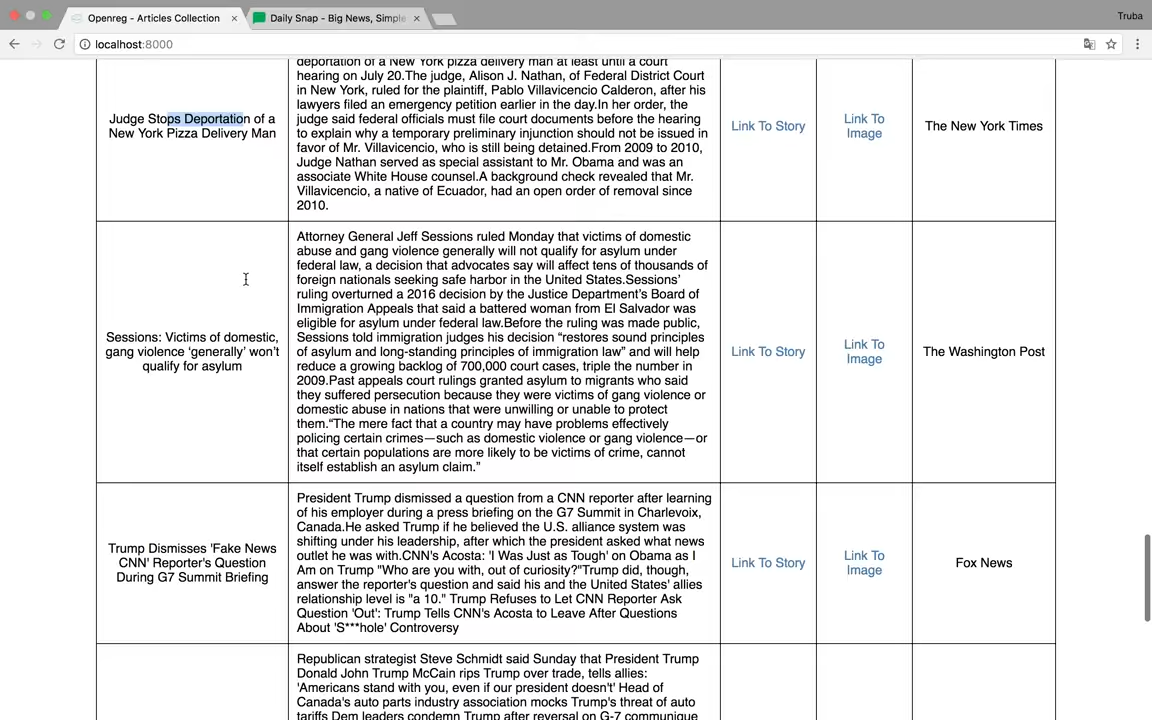 Openreg - Articles Collection
Daily Snap - Big News, Simple
Truba
localhost:8000
Judge Stops Deportation of a
New York Pizza Delivery Man
deportation of a New York pizza delivery man at least until a court
hearing on July 20.The judge, Alison J. Nathan, of Federal District Court
in New York, ruled for the plaintiff, Pablo Villavicencio Calderon, after his
lawyers filed an emergency petition earlier in the day.In her order, the
judge said federal officials must file court documents before the hearing
to explain why a temporary preliminary injunction should not be issued in
favor of Mr. Villavicencio, who is still being detained.From 2009 to 2010,
Judge Nathan served as special assistant to Mr. Obama and was an
associate White House counsel.A background check revealed that Mr.
Villavicencio, a native of Ecuador, had an open order of removal since
2010.
Link To Story
Link To
Image
The New York Times
Sessions: Victims of domestic,
gang violence ‘generally’ won’t
qualify for asylum
Attorney General Jeff Sessions ruled Monday that victims of domestic
abuse and gang violence generally will not qualify for asylum under
federal law, a decision that advocates say will affect tens of thousands of
foreign nationals seeking safe harbor in the United States.Sessions’
ruling overturned a 2016 decision by the Justice Department’s Board of
Immigration Appeals that said a battered woman from El Salvador was
eligible for asylum under federal law.Before the ruling was made public,
Sessions told immigration judges his decision “restores sound principles
of asylum and long-standing principles of immigration law” and will help
reduce a growing backlog of 700,000 court cases, triple the number in
2009.Past appeals court rulings granted asylum to migrants who said
they suffered persecution because they were victims of gang violence or
domestic abuse in nations that were unwilling or unable to protect
them.“The mere fact that a country may have problems effectively
policing certain crimes—such as domestic violence or gang violence—or
that certain populations are more likely to be victims of crime, cannot
itself establish an asylum claim.”
Link To Story
Link To
Image
The Washington Post
Trump Dismisses 'Fake News
CNN' Reporter's Question
During G7 Summit Briefing
President Trump dismissed a question from a CNN reporter after learning
of his employer during a press briefing on the G7 Summit in Charlevoix,
Canada.He asked Trump if he believed the U.S. alliance system was
shifting under his leadership, after which the president asked what news
outlet he was with.CNN's Acosta: 'I Was Just as Tough' on Obama as I
Am on Trump "Who are you with, out of curiosity?"Trump did, though,
answer the reporter's question and said his and the United States' allies
relationship level is "a 10." Trump Refuses to Let CNN Reporter Ask
Question 'Out': Trump Tells CNN's Acosta to Leave After Questions
About 'S***hole' Controversy
Link To Story
Link To
Image
Fox News
Republican strategist Steve Schmidt said Sunday that President Trump
Donald John Trump McCain rips Trump over trade, tells allies:
'Americans stand with you, even if our president doesn't' Head of
Canada's auto parts industry association mocks Trump's threat of auto
tariffs Dem leaders condemn Trump after reversal on G-7 communique